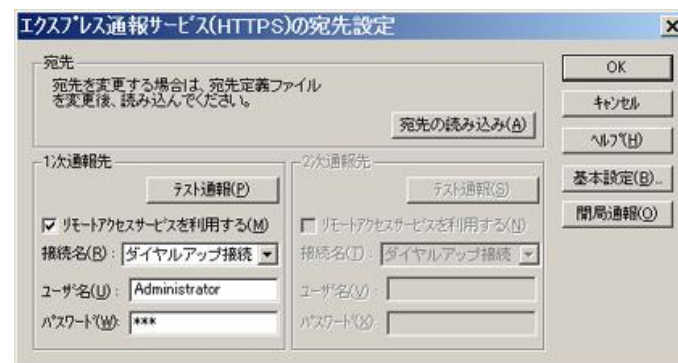 エクスプレス通報サービス(HTTPS)の宛先設定
宛先
宛先を変更する場合は、宛先定義ファイル
を変更後、読み込んでください。
宛先の読み込み(A)
OK
キャンセル
ヘルプ(H)
基本設定(B)...
開局通報(O)
1)次通報先
テスト通報(P)
リモートアクセスサービスを利用する(M)
接続名(R): ダイヤルアップ接続
ユーザ名(U): Administrator
パスワード(W): ***
2)次通報先
テスト通報(S)
リモートアクセスサービスを利用する(N)
接続名(T): ダイヤルアップ接続
ユーザ名(V):
パスワード(X):